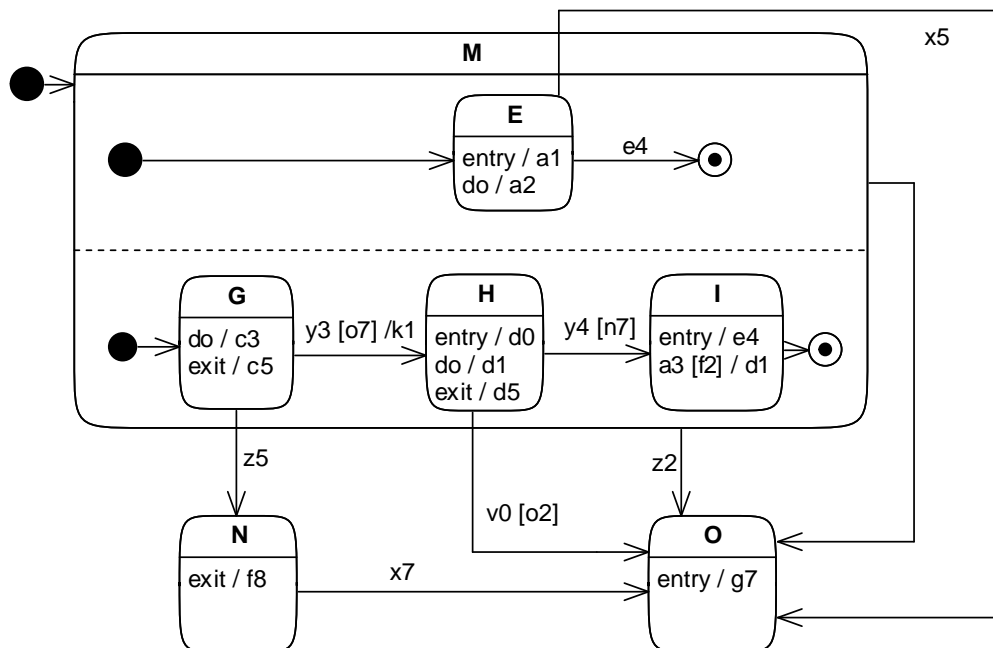 x5
M
E
entry / a1
do / a2
e4
G
do / c3
exit / c5
y3 [o7] /k1
H
entry / d0
do / d1
exit / d5
y4 [n7]
I
entry / e4
a3 [f2] / d1
z5
z2
v0 [o2]
N
exit / f8
x7
O
entry / g7